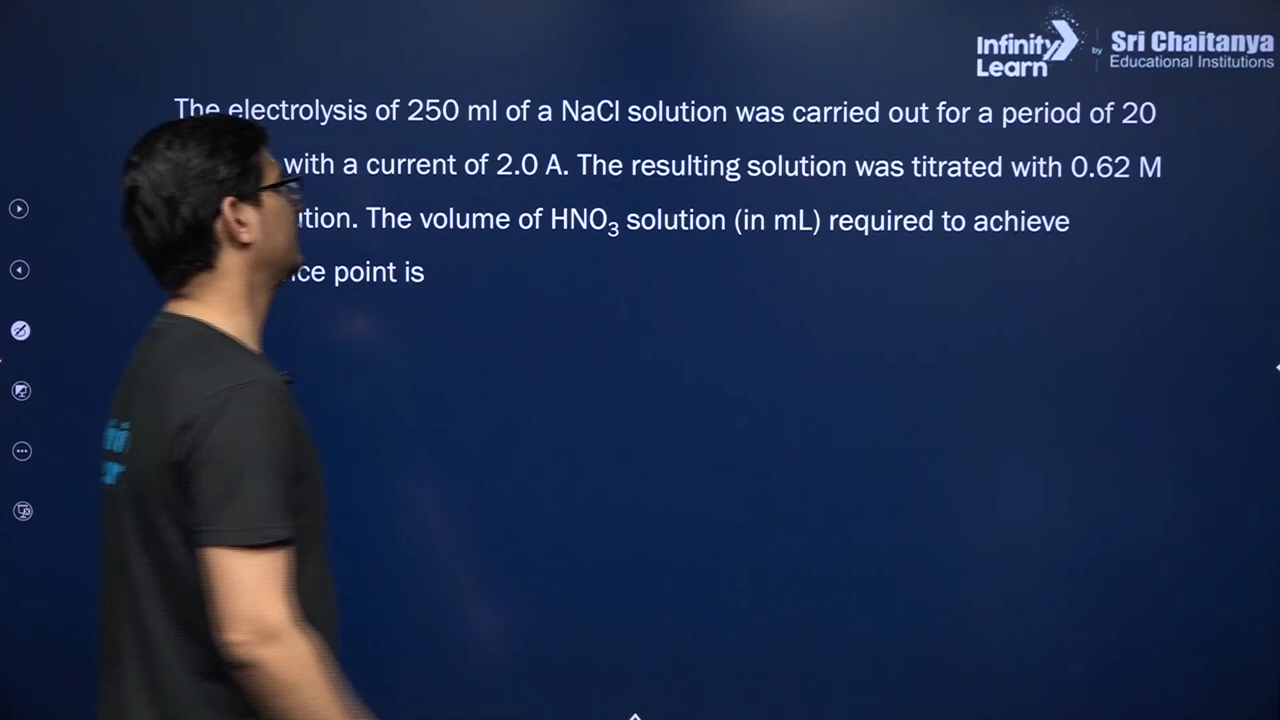 Infinity Learn
by
Sri Chaitanya
Educational Institutions
The electrolysis of 250 ml of a NaCl solution was carried out for a period of 20
with a current of 2.0 A. The resulting solution was titrated with 0.62 M
The volume of HNO₃ solution (in mL) required to achieve
point is